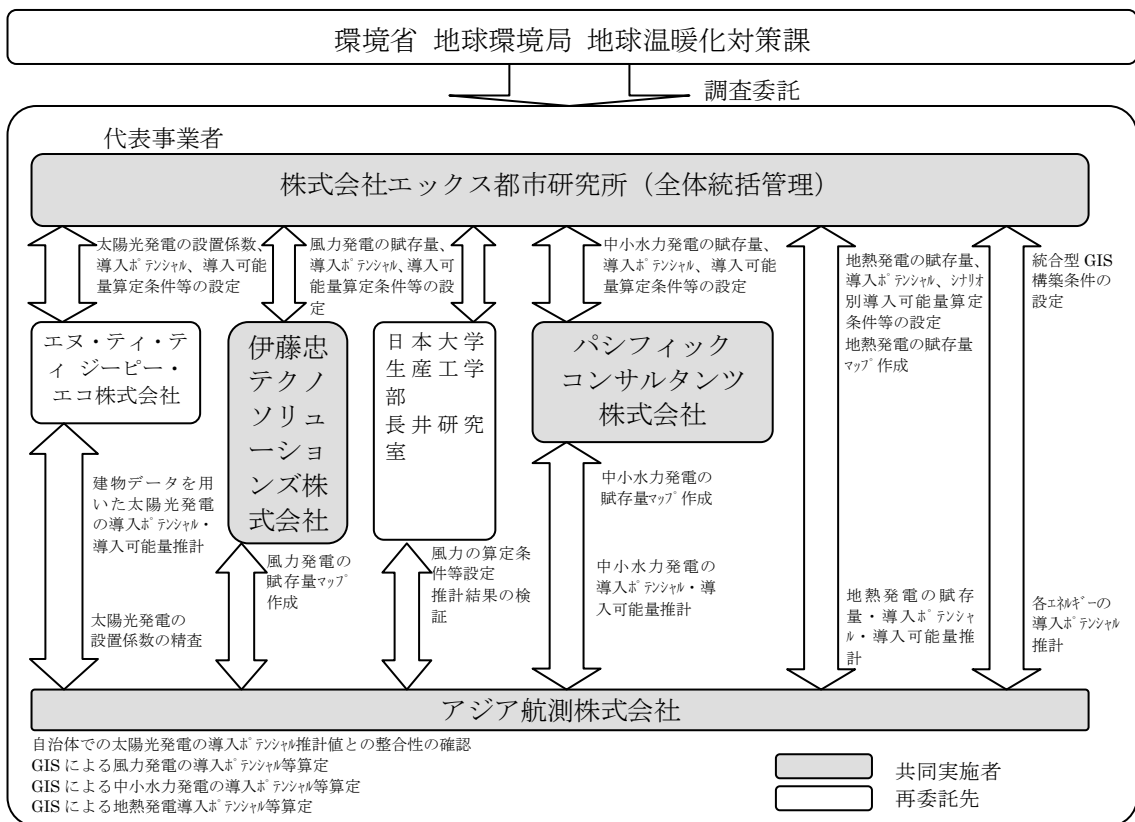 環境省 地球環境局 地球温暖化対策課
調査委託
代表事業者
株式会社エックス都市研究所（全体統括管理）
太陽光発電の設置係数、
導入ﾎﾟﾃﾝｼｬﾙ、導入可能
量算定条件等の設定
風力発電の賦存量、
導入ﾎﾟﾃﾝｼｬﾙ、導入可
能量算定条件等の設
定
中小水力発電の賦存量、
導入ﾎﾟﾃﾝｼｬﾙ、導入可能
量算定条件等の設定
地熱発電の賦存量、
導入ﾎﾟﾃﾝｼｬﾙ、ｼﾅﾘｵ
別導入可能量算定
条件等の設定
地熱発電の賦存量
ﾏｯﾌﾟ作成
統合型 GIS
構築条件の
設定
エヌ・ティ・テ
ィ ジーピー・
エコ株式会社
伊藤忠
テクノ
ソリュ
ーショ
ンズ株
式会社
日本大学
生産工学
部
長井研究
室
パシフィック
コンサルタンツ
株式会社
建物データを用
いた太陽光発電
の導入ﾎﾟﾃﾝｼｬﾙ・
導入可能量推計
太陽光発電の
設置係数の精査
風力発電の
賦存量ﾏｯﾌﾟ
作成
風力の算定条
件等設定
推計結果の検
証
中小水力発電の
賦存量ﾏｯﾌﾟ作成
中小水力発電の
導入ﾎﾟﾃﾝｼｬﾙ・導
入可能量推計
地熱発電の賦存
量・導入ﾎﾟﾃﾝｼｬ
ﾙ・導入可能量推
計
各ｴﾈﾙｷﾞｰの
導入ﾎﾟﾃﾝｼｬﾙ
推計
アジア航測株式会社
自治体での太陽光発電の導入ﾎﾟﾃﾝｼｬﾙ推計値との整合性の確認
GIS による風力発電の導入ﾎﾟﾃﾝｼｬﾙ等算定
GIS による中小水力発電の導入ﾎﾟﾃﾝｼｬﾙ等算定
GIS による地熱発電導入ﾎﾟﾃﾝｼｬﾙ等算定
共同実施者
再委託先